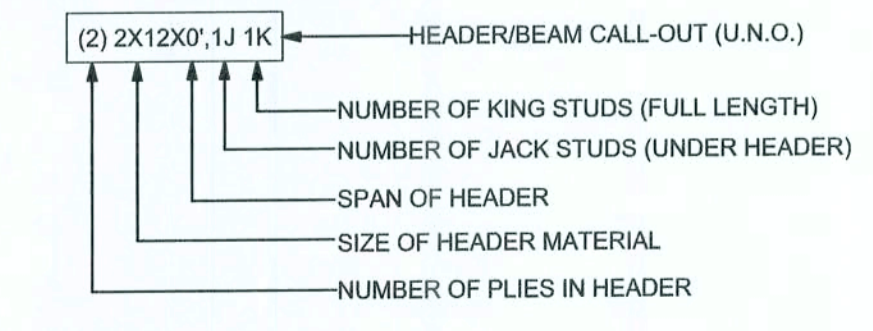 (2) 2X12X0',1J 1K
HEADER/BEAM CALL-OUT (U.N.O.)
NUMBER OF KING STUDS (FULL LENGTH)
NUMBER OF JACK STUDS (UNDER HEADER)
SPAN OF HEADER
SIZE OF HEADER MATERIAL
NUMBER OF PLIES IN HEADER